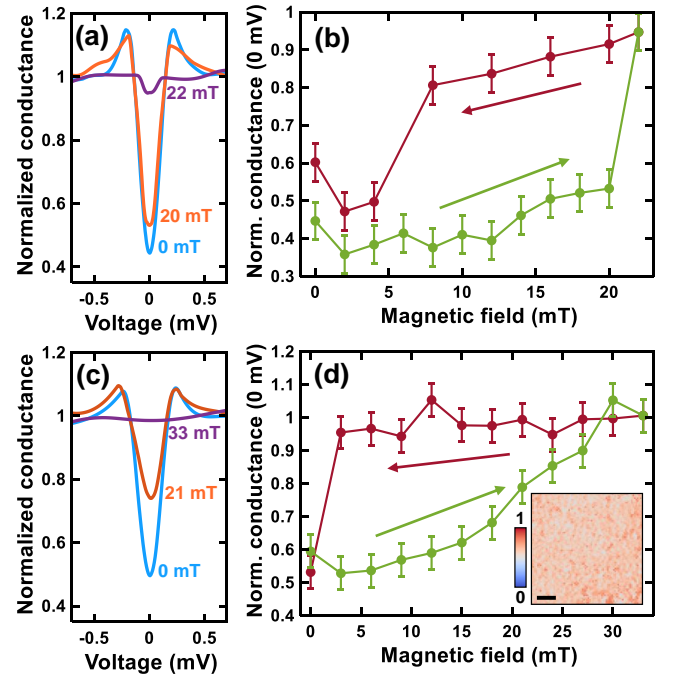 (a)
Normalized conductance
1.2
1
0.8
0.6
0.4
22 mT
20 mT
0 mT
-0.5
0
0.5
Voltage (mV)
(b)
Norm. conductance (0 mV)
1
0.9
0.8
0.7
0.6
0.5
0.4
0.3
0
5
10
15
20
Magnetic field (mT)
(c)
Normalized conductance
1.2
1
0.8
0.6
0.4
33 mT
21 mT
0 mT
-0.5
0
0.5
Voltage (mV)
(d)
Norm. conductance (0 mV)
1.2
1.1
1
0.9
0.8
0.7
0.6
0.5
0.4
1
0
0
5
10
15
20
25
30
Magnetic field (mT)